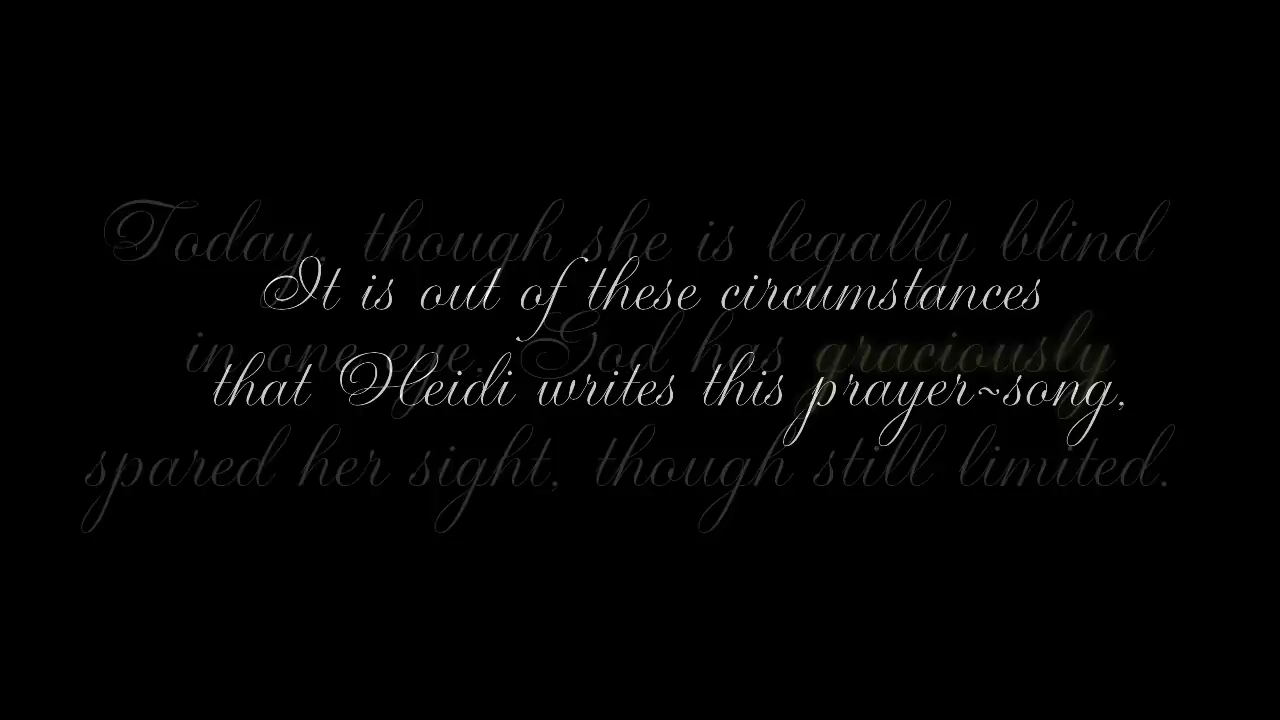 Today, though she is legally blind
It is out of these circumstances
in one eye, God has graciously
that Heidi writes this prayer~song,
spared her sight, though still limited.